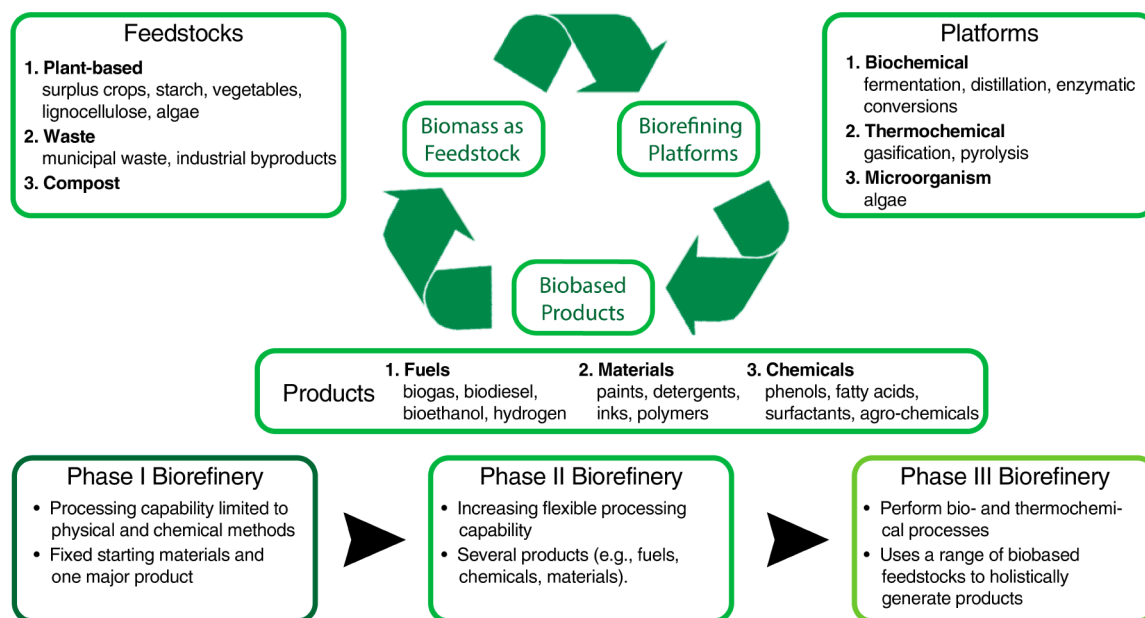 Feedstocks
1. Plant-based
surplus crops, starch, vegetables,
lignocellulose, algae
2. Waste
municipal waste, industrial byproducts
3. Compost
Biomass as
Feedstock
Biorefining
Platforms
Platforms
1. Biochemical
fermentation, distillation, enzymatic
conversions
2. Thermochemical
gasification, pyrolysis
3. Microorganism
algae
Biobased
Products
Products
1. Fuels
biogas, biodiesel,
bioethanol, hydrogen
2. Materials
paints, detergents,
inks, polymers
3. Chemicals
phenols, fatty acids,
surfactants, agro-chemicals
Phase I Biorefinery
• Processing capability limited to
physical and chemical methods
• Fixed starting materials and
one major product
Phase II Biorefinery
• Increasing flexible processing
capability
• Several products (e.g., fuels,
chemicals, materials).
Phase III Biorefinery
• Perform bio- and thermochemi-
cal processes
• Uses a range of biobased
feedstocks to holistically
generate products